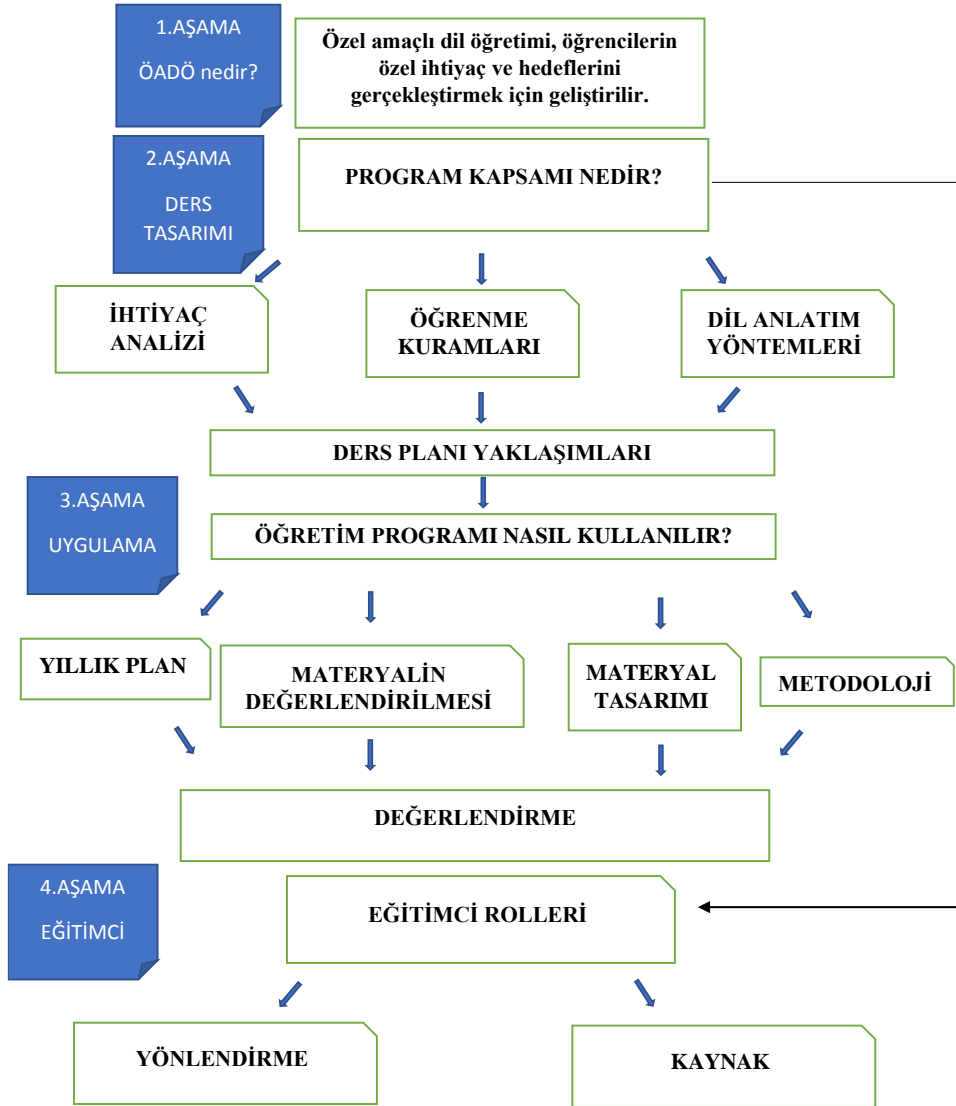 1.AŞAMA
ÖADÖ nedir?
Özel amaçlı dil öğretimi, öğrencilerin
özel ihtiyaç ve hedeflerini
gerçekleştirmek için geliştirilir.
2.AŞAMA
DERS
TASARIMI
PROGRAM KAPSAMI NEDİR?
İHTİYAÇ
ANALİZİ
ÖĞRENME
KURAMLARI
DİL ANLATIM
YÖNTEMLERİ
DERS PLANI YAKLAŞIMLARI
3.AŞAMA
UYGULAMA
ÖĞRETİM PROGRAMI NASIL KULLANILIR?
YILLIK PLAN
MATERYALİN
DEĞERLENDİRİLMESİ
MATERYAL
TASARIMI
METODOLOJİ
DEĞERLENDİRME
4.AŞAMA
EĞİTİMCİ
EĞİTİMCİ ROLLERİ
YÖNLENDİRME
KAYNAK